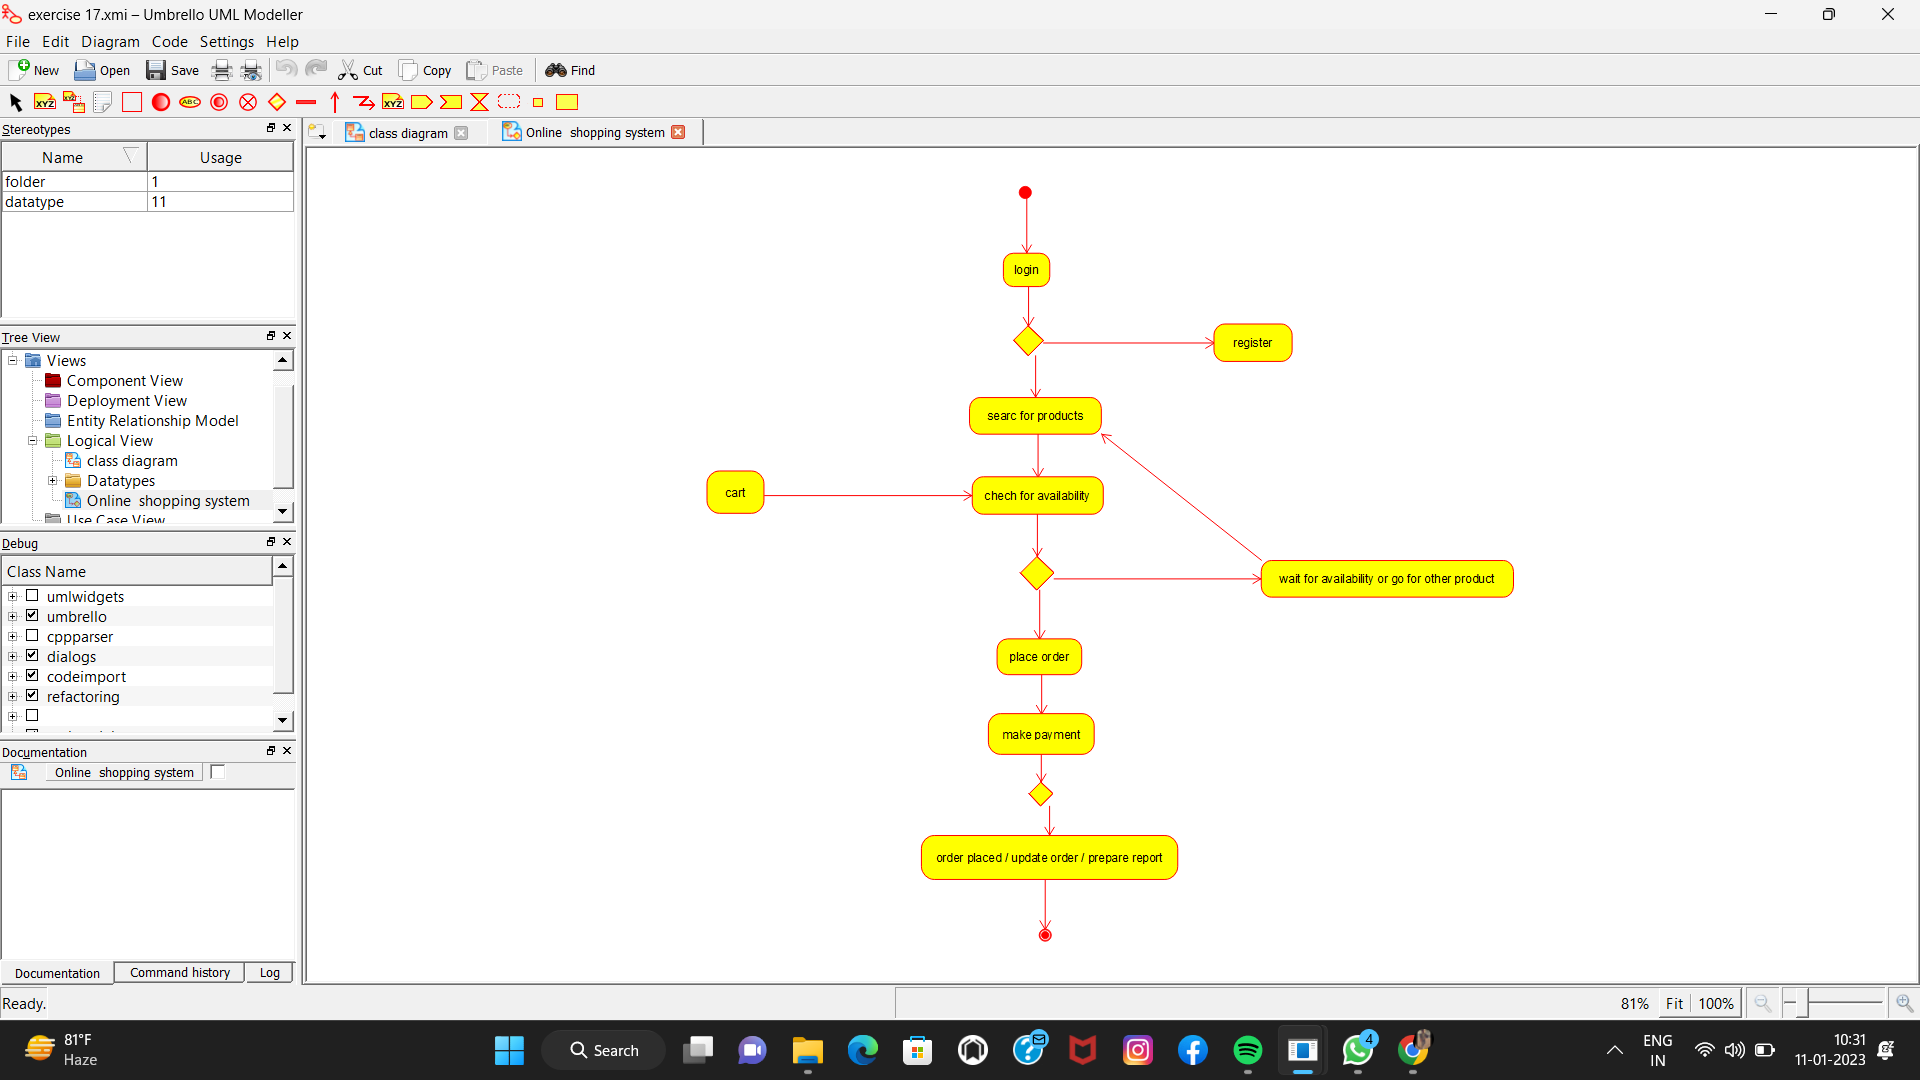 exercise 17.xmi – Umbrello UML Modeller
File Edit Diagram Code Settings Help
New Open Save Cut Copy Paste Find
XYZ XYZ ABC XYZ
Stereotypes
Name Usage
folder 1
datatype 11
Tree View
Views
Component View
Deployment View
Entity Relationship Model
Logical View
class diagram
Datatypes
Online shopping system
Use Case View
Debug
Class Name
umlwidgets
umbrello
cppparser
dialogs
codeimport
refactoring
Documentation
Online shopping system
Documentation Command history Log
Ready.
class diagram Online shopping system
login
register
searc for products
cart
chech for availability
wait for availability or go for other product
place order
make payment
order placed / update order / prepare report
81% Fit 100%
81°F
Haze
Search
4
ENG
IN
10:31
11-01-2023